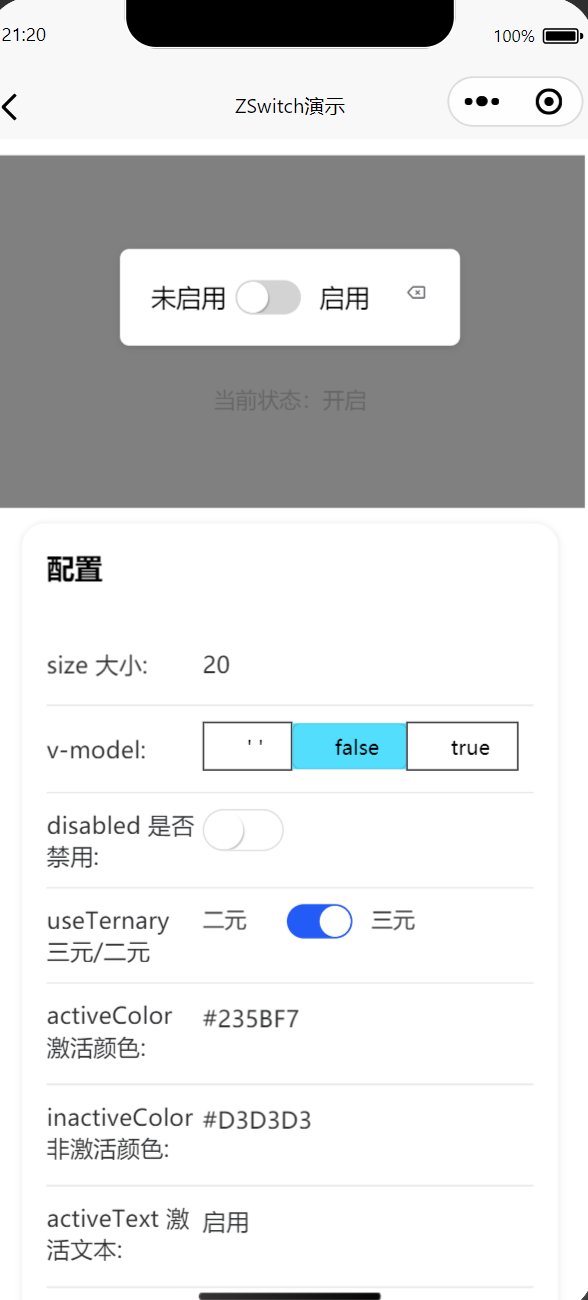 21:20 100%
ZSwitch演示
未启用 启用
当前状态：开启
配置
size 大小: 20
v-model: ' ' false true
disabled 是否
禁用:
useTernary 二元 三元
三元/二元
activeColor #235BF7
激活颜色:
inactiveColor #D3D3D3
非激活颜色:
activeText 激 启用
活文本: